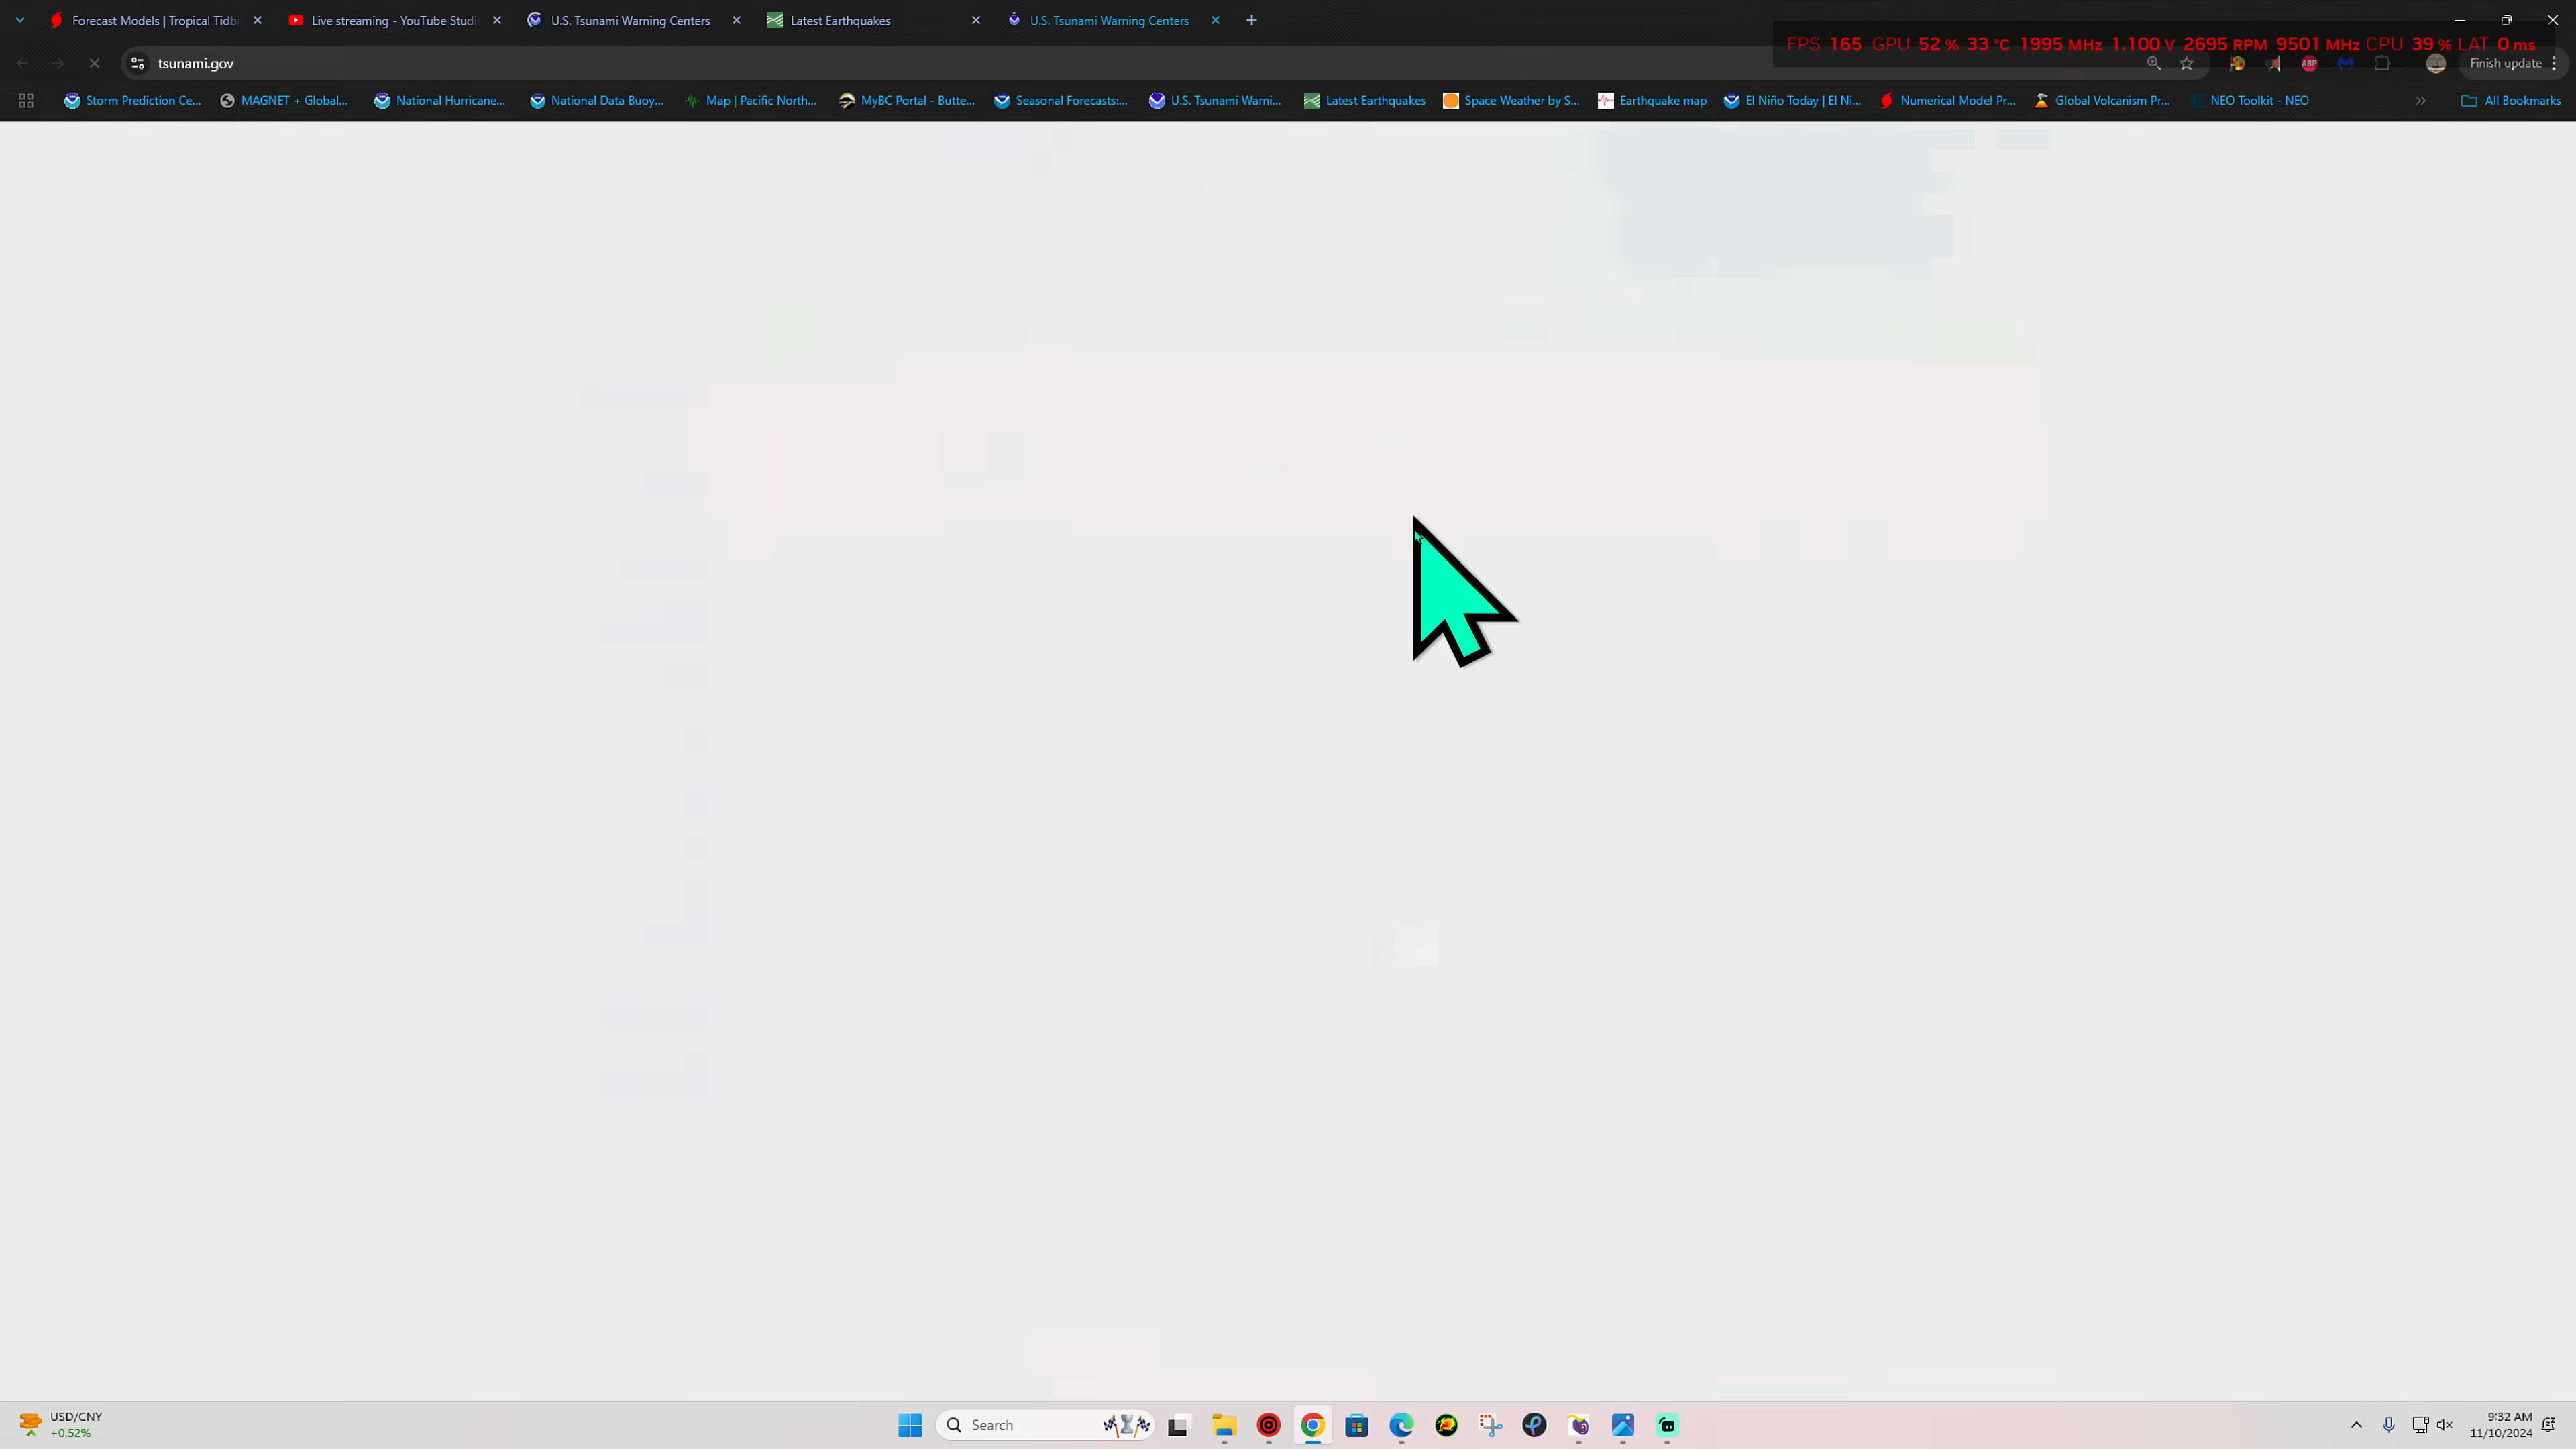 Forecast Models | Tropical Tidb
Live streaming - YouTube Studi
U.S. Tsunami Warning Centers
Latest Earthquakes
U.S. Tsunami Warning Centers
FPS 165 GPU 52 % 33 °C 1995 MHz 1.100 V 2695 RPM 9501 MHz CPU 39 % LAT 0 ms
tsunami.gov
ABP
Finish update
Storm Prediction Ce...
MAGNET + Global...
National Hurricane...
National Data Buoy...
Map | Pacific North...
MyBC Portal - Butte...
Seasonal Forecasts:...
U.S. Tsunami Warni...
Latest Earthquakes
Space Weather by S...
Earthquake map
El Niño Today | El Ni...
Numerical Model Pr...
Global Volcanism Pr...
NEO Toolkit - NEO
All Bookmarks
USD/CNY
+0.52%
Search
9:32 AM
11/10/2024